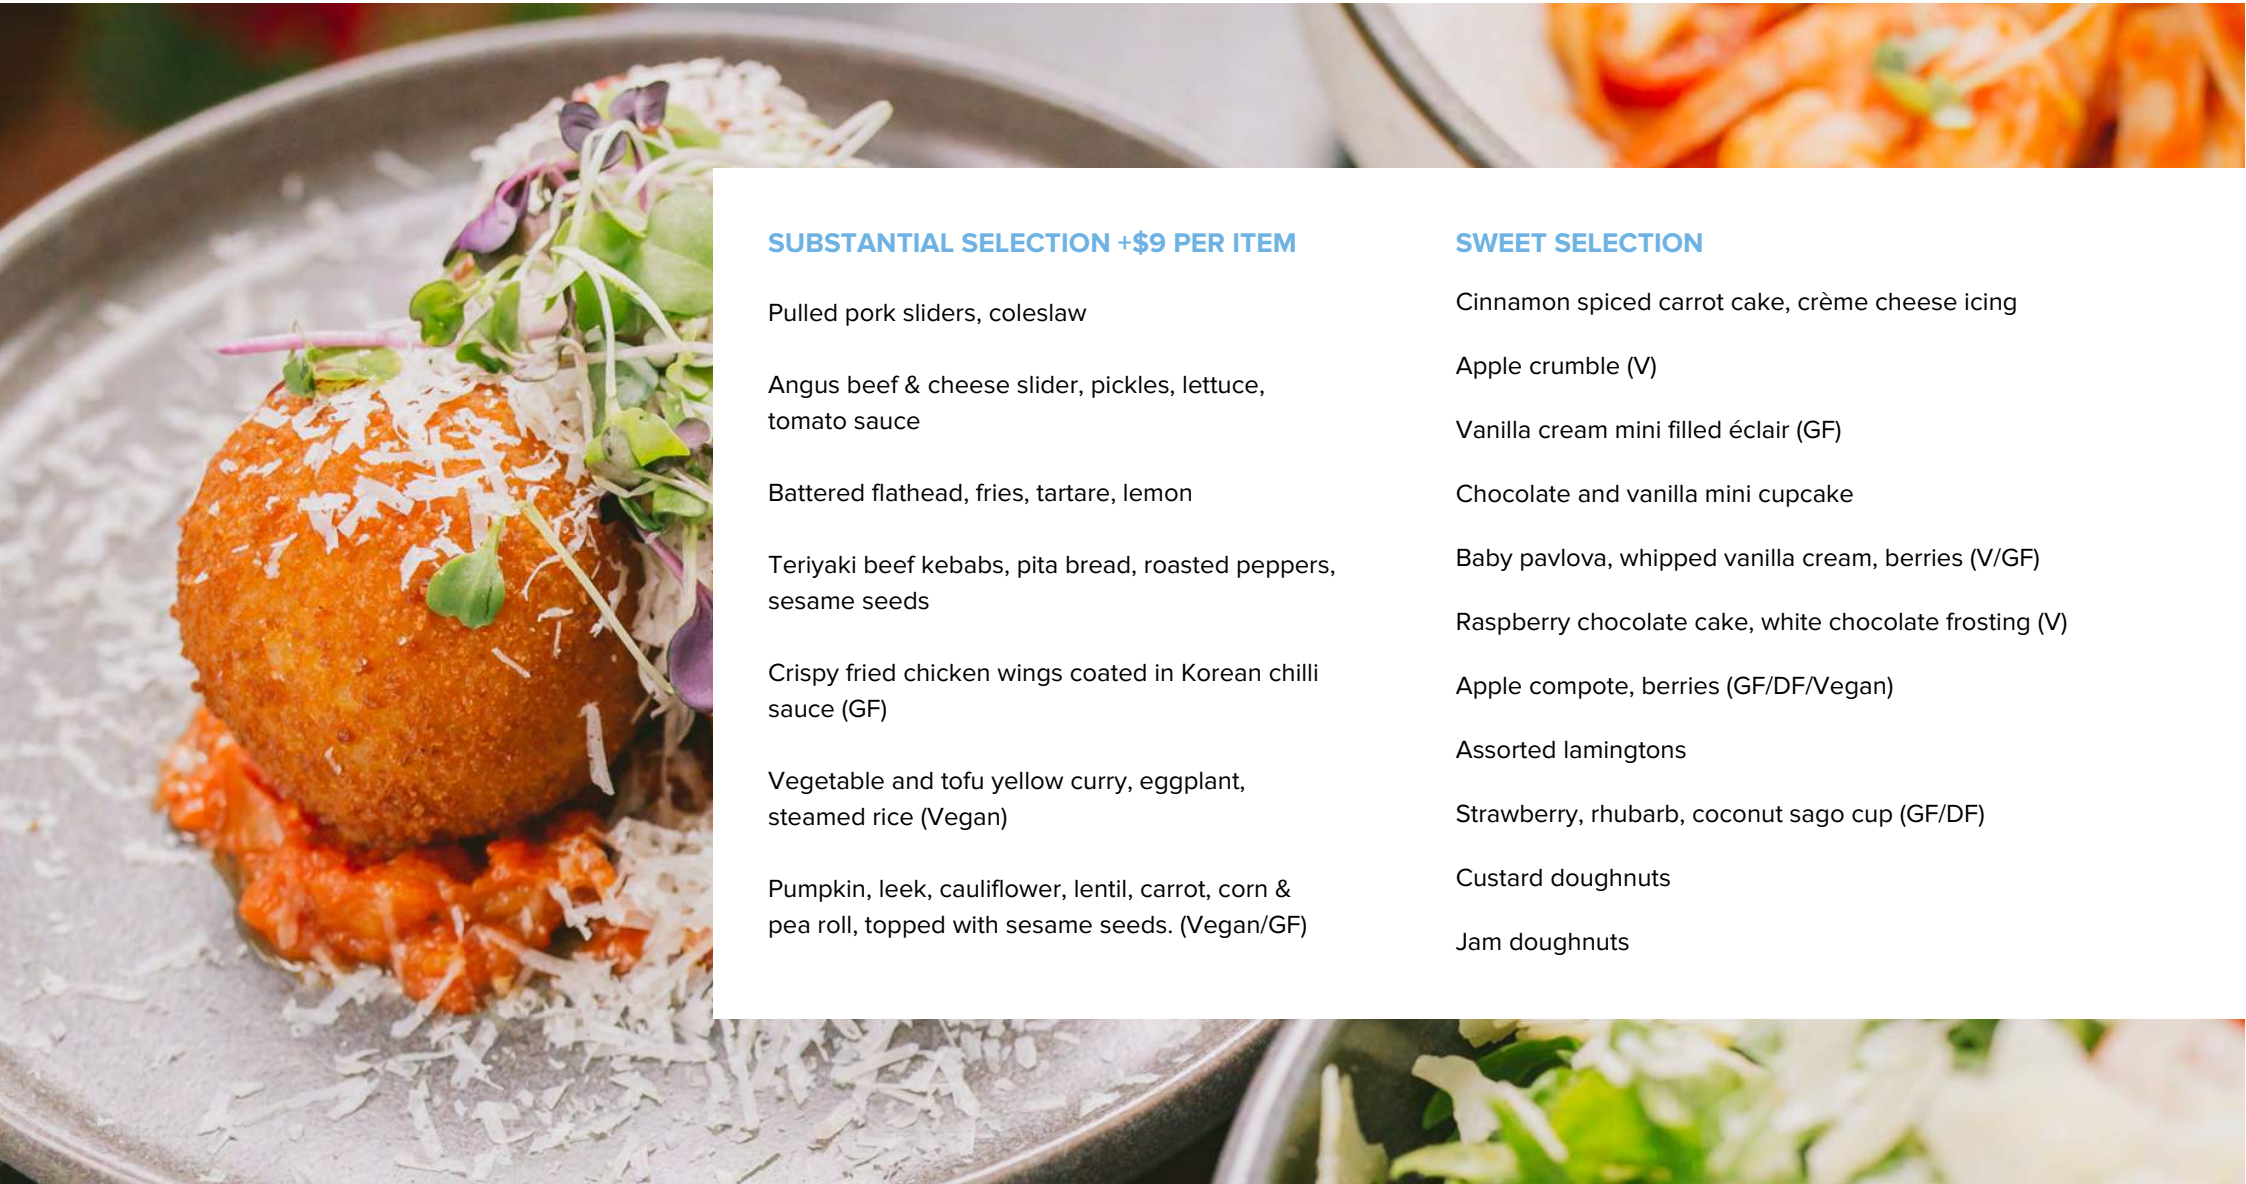 SUBSTANTIAL SELECTION +$9 PER ITEM
Pulled pork sliders, coleslaw
Angus beef & cheese slider, pickles, lettuce,
tomato sauce
Battered flathead, fries, tartare, lemon
Teriyaki beef kebabs, pita bread, roasted peppers,
sesame seeds
Crispy fried chicken wings coated in Korean chilli
sauce (GF)
Vegetable and tofu yellow curry, eggplant,
steamed rice (Vegan)
Pumpkin, leek, cauliflower, lentil, carrot, corn &
pea roll, topped with sesame seeds. (Vegan/GF)
SWEET SELECTION
Cinnamon spiced carrot cake, crème cheese icing
Apple crumble (V)
Vanilla cream mini filled éclair (GF)
Chocolate and vanilla mini cupcake
Baby pavlova, whipped vanilla cream, berries (V/GF)
Raspberry chocolate cake, white chocolate frosting (V)
Apple compote, berries (GF/DF/Vegan)
Assorted lamingtons
Strawberry, rhubarb, coconut sago cup (GF/DF)
Custard doughnuts
Jam doughnuts